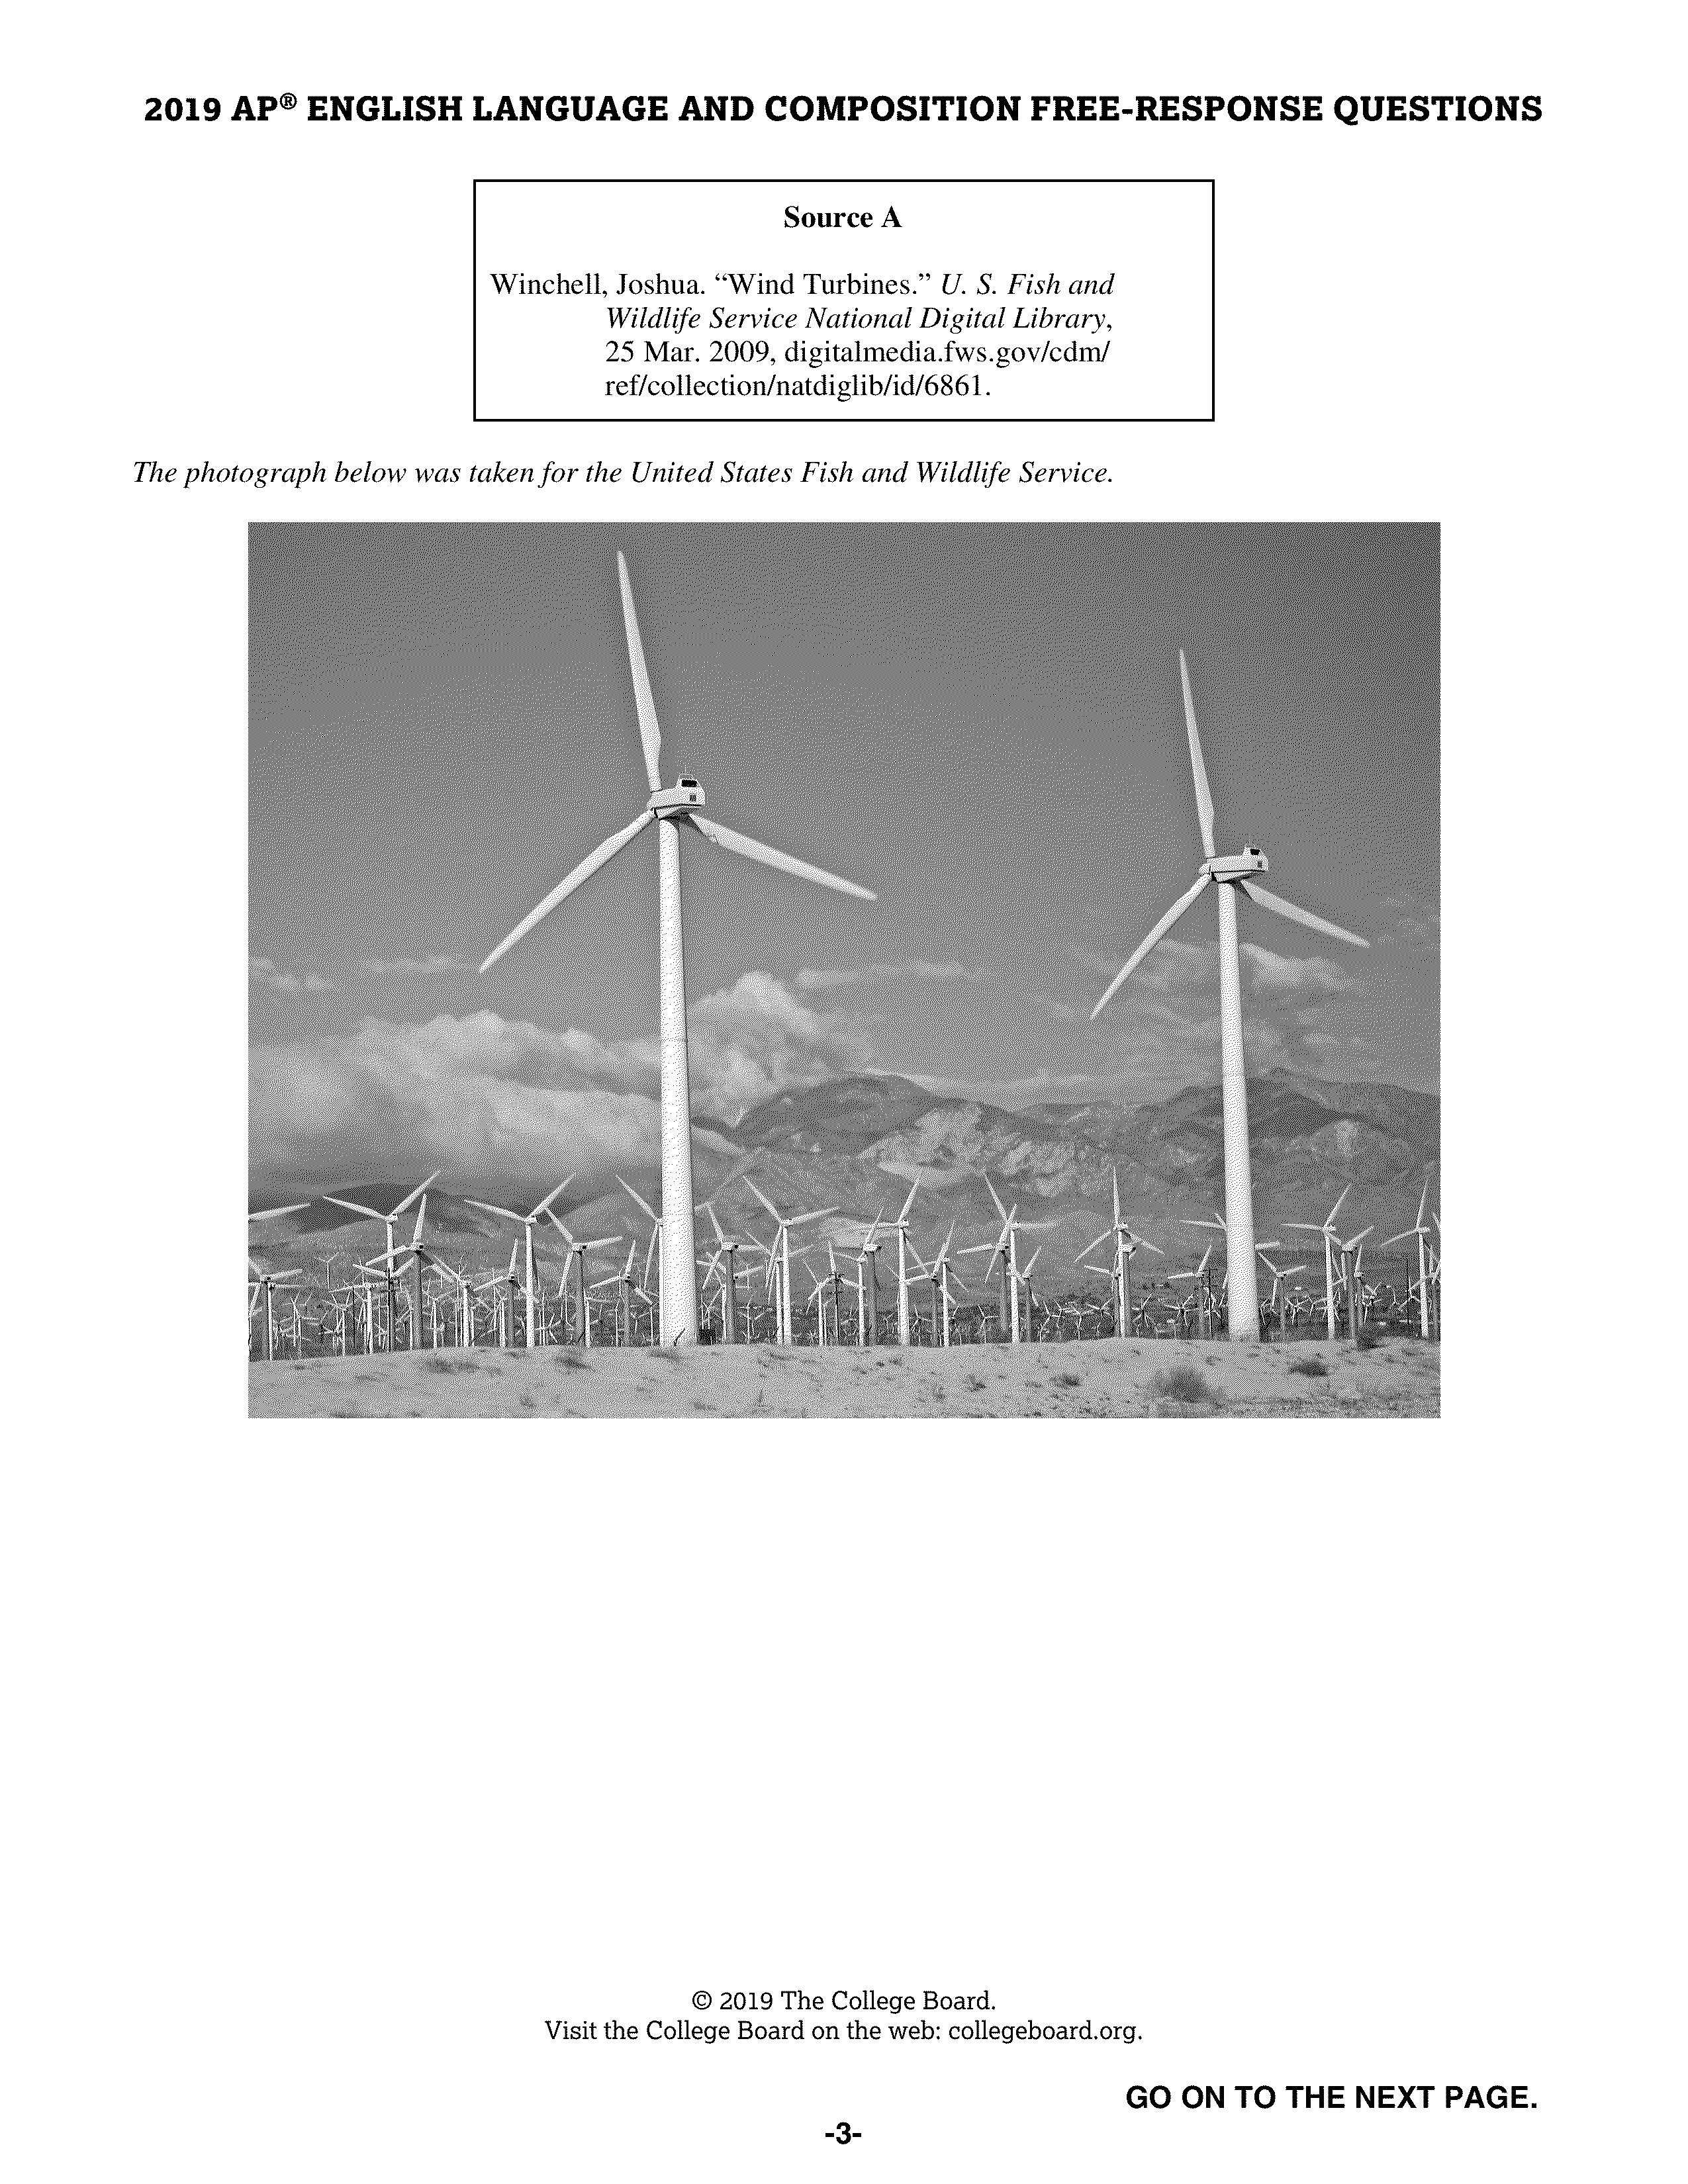 2019 AP® ENGLISH LANGUAGE AND COMPOSITION FREE-RESPONSE QUESTIONS
Source A
Winchell, Joshua. “Wind Turbines.” U. S. Fish and
Wildlife Service National Digital Library,
25 Mar. 2009, digitalmedia.fws.gov/cdm/
ref/collection/natdiglib/id/6861.
The photograph below was taken for the United States Fish and Wildlife Service.
© 2019 The College Board.
Visit the College Board on the web: collegeboard.org.
GO ON TO THE NEXT PAGE.
-3-